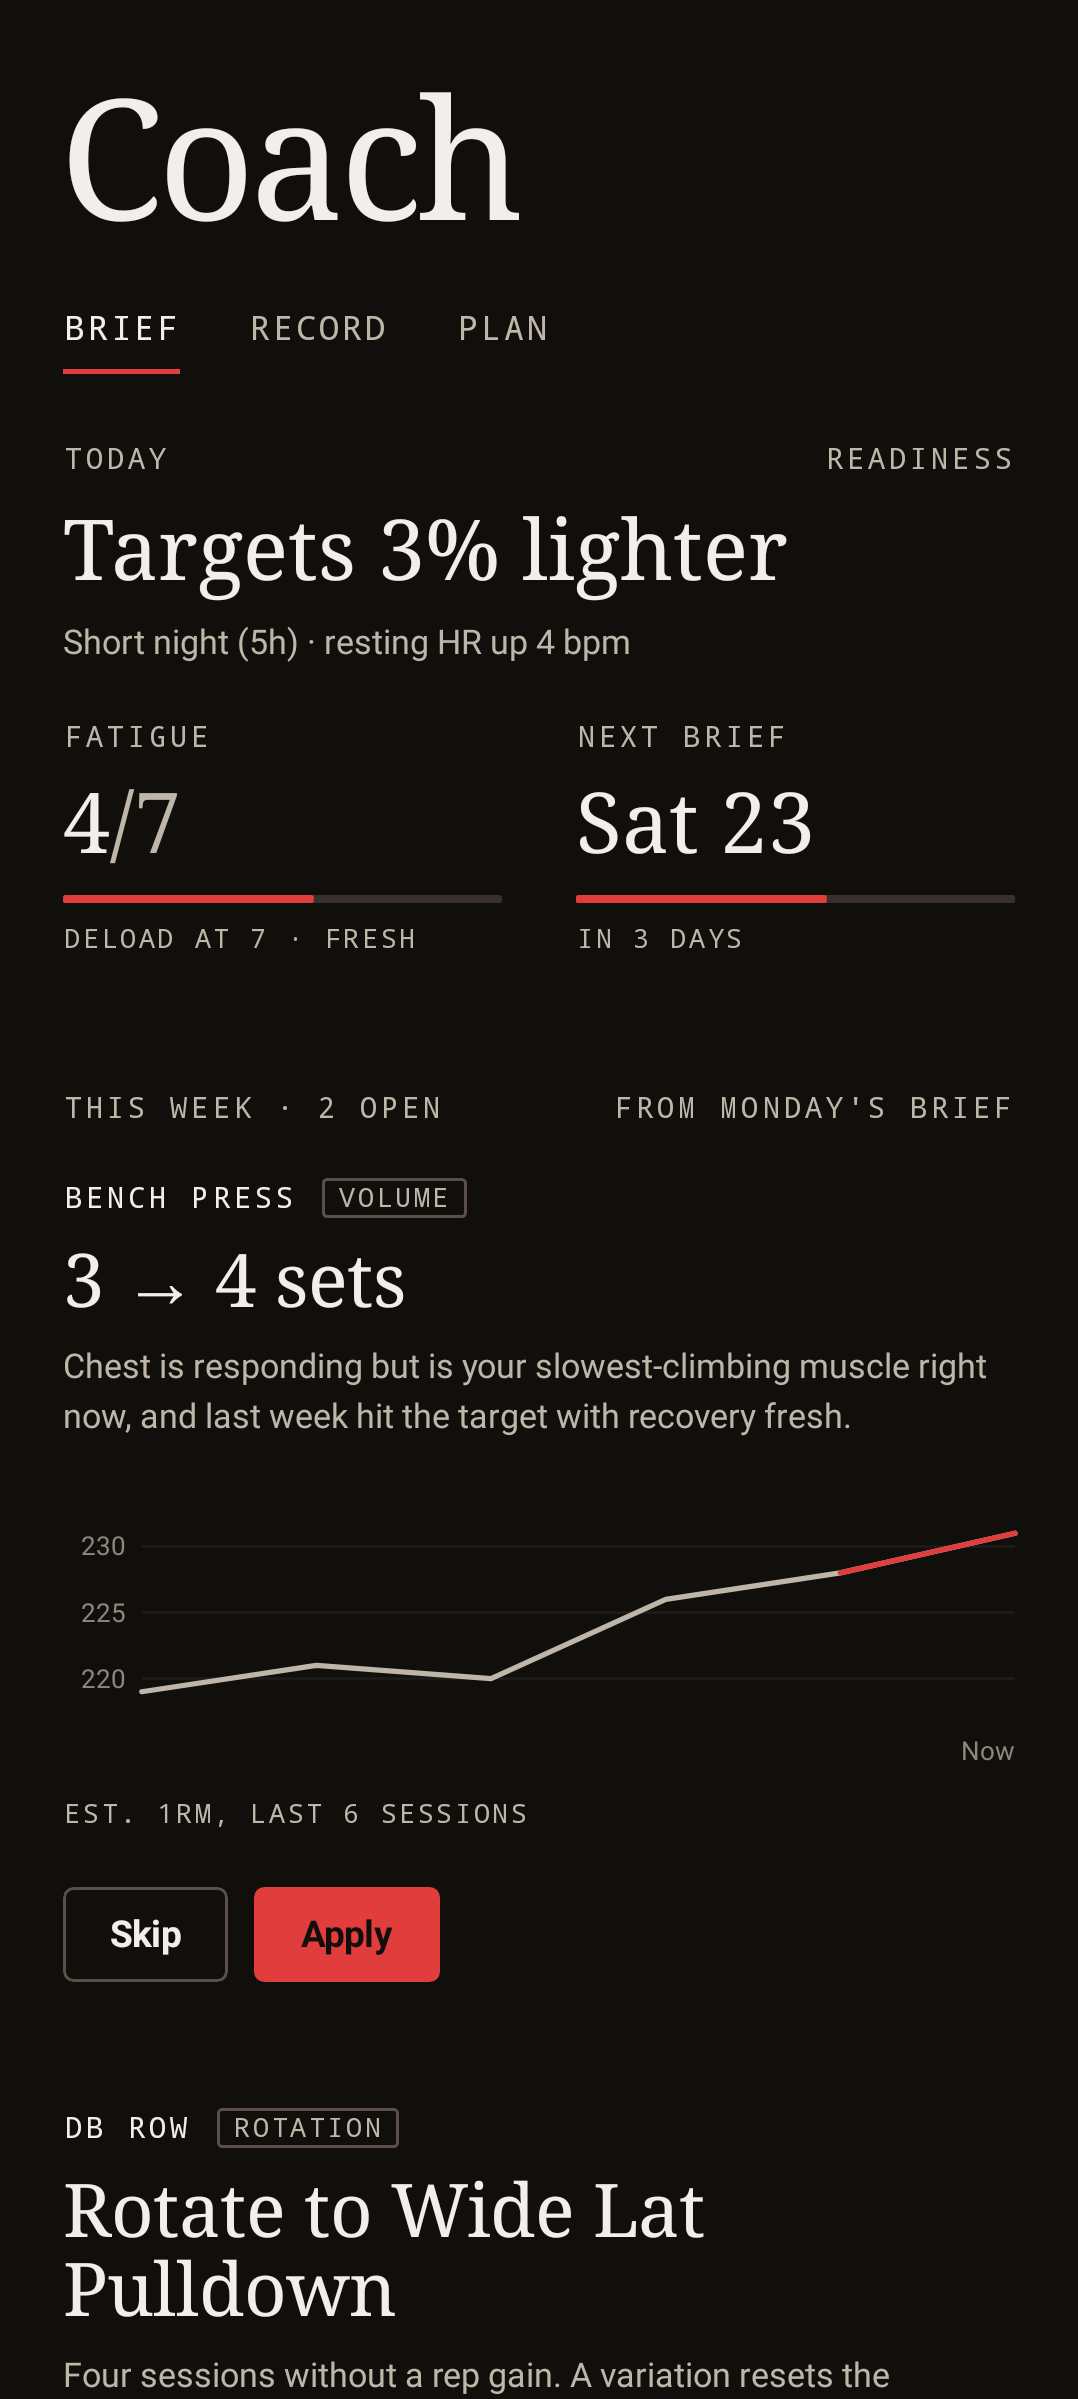 Coach
BRIEF RECORD PLAN
TODAY READINESS
Targets 3% lighter
Short night (5h) · resting HR up 4 bpm
FATIGUE NEXT BRIEF
4/7 Sat 23
DELOAD AT 7 · FRESH IN 3 DAYS
THIS WEEK · 2 OPEN FROM MONDAY'S BRIEF
BENCH PRESS VOLUME
3 → 4 sets
Chest is responding but is your slowest-climbing muscle right
now, and last week hit the target with recovery fresh.
230
225
220
Now
EST. 1RM, LAST 6 SESSIONS
Skip Apply
DB ROW ROTATION
Rotate to Wide Lat
Pulldown
Four sessions without a rep gain. A variation resets the